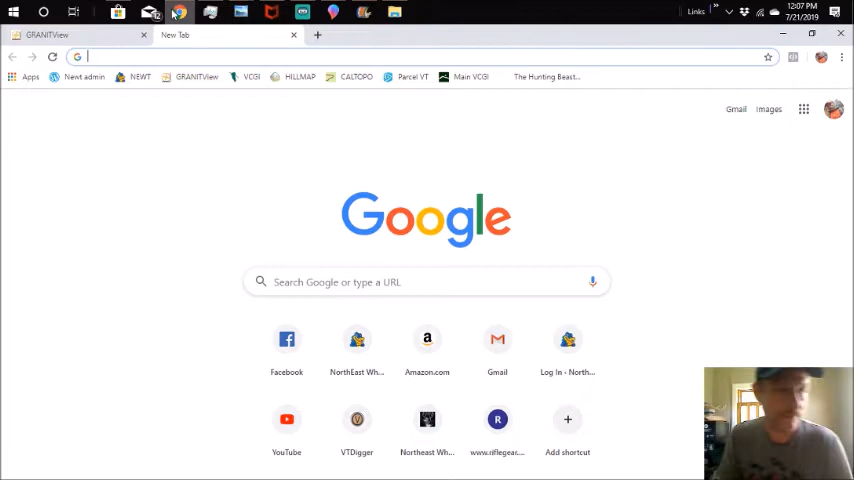 12
Links
»
12:07 PM
7/21/2019
GRANITView
New Tab
Apps
Newt admin
NEWT
GRANITView
VCGI
HILLMAP
CALTOPO
Parcel VT
Main VCGI
The Hunting Beast...
Gmail
Images
Google
Search Google or type a URL
Facebook
NorthEast Wh...
Amazon.com
Gmail
Log In ‹ North...
YouTube
VTDigger
Northeast Wh...
R
www.riflegear....
Add shortcut